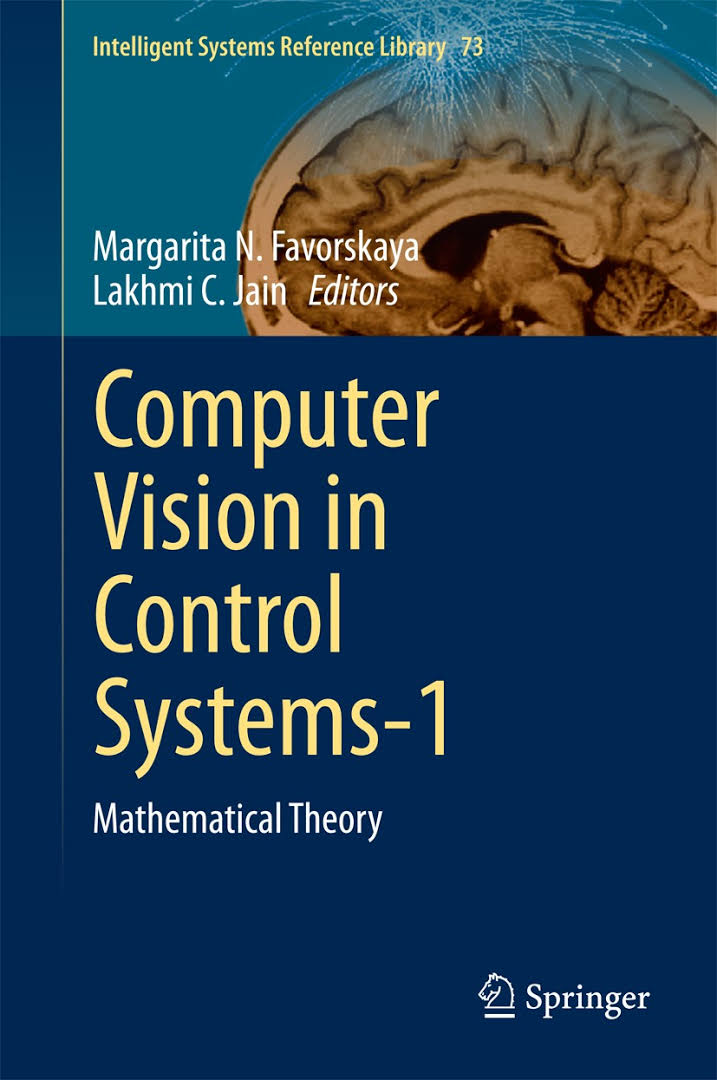 Intelligent Systems Reference Library 73
Margarita N. Favorskaya
Lakhmi C. Jain Editors
Computer
Vision in
Control
Systems-1
Mathematical Theory
Springer